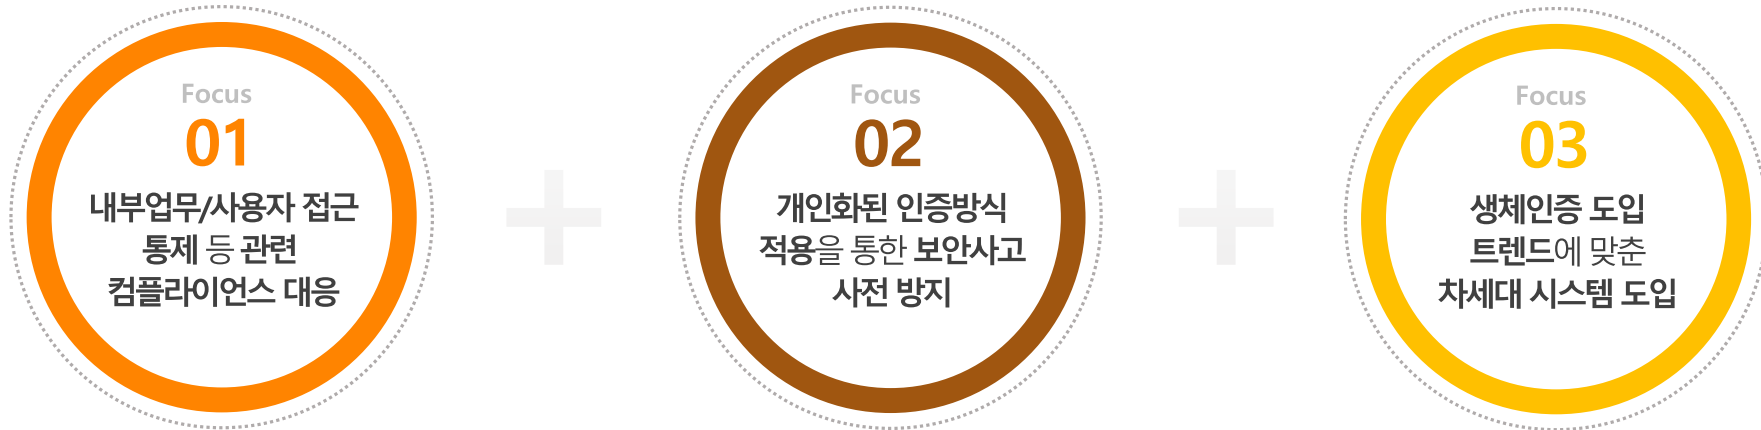 Focus
01
내부업무/사용자 접근
통제 등 관련
컴플라이언스 대응
Focus
02
개인화된 인증방식
적용을 통한 보안사고
사전 방지
Focus
03
생체인증 도입
트렌드에 맞춘
차세대 시스템 도입